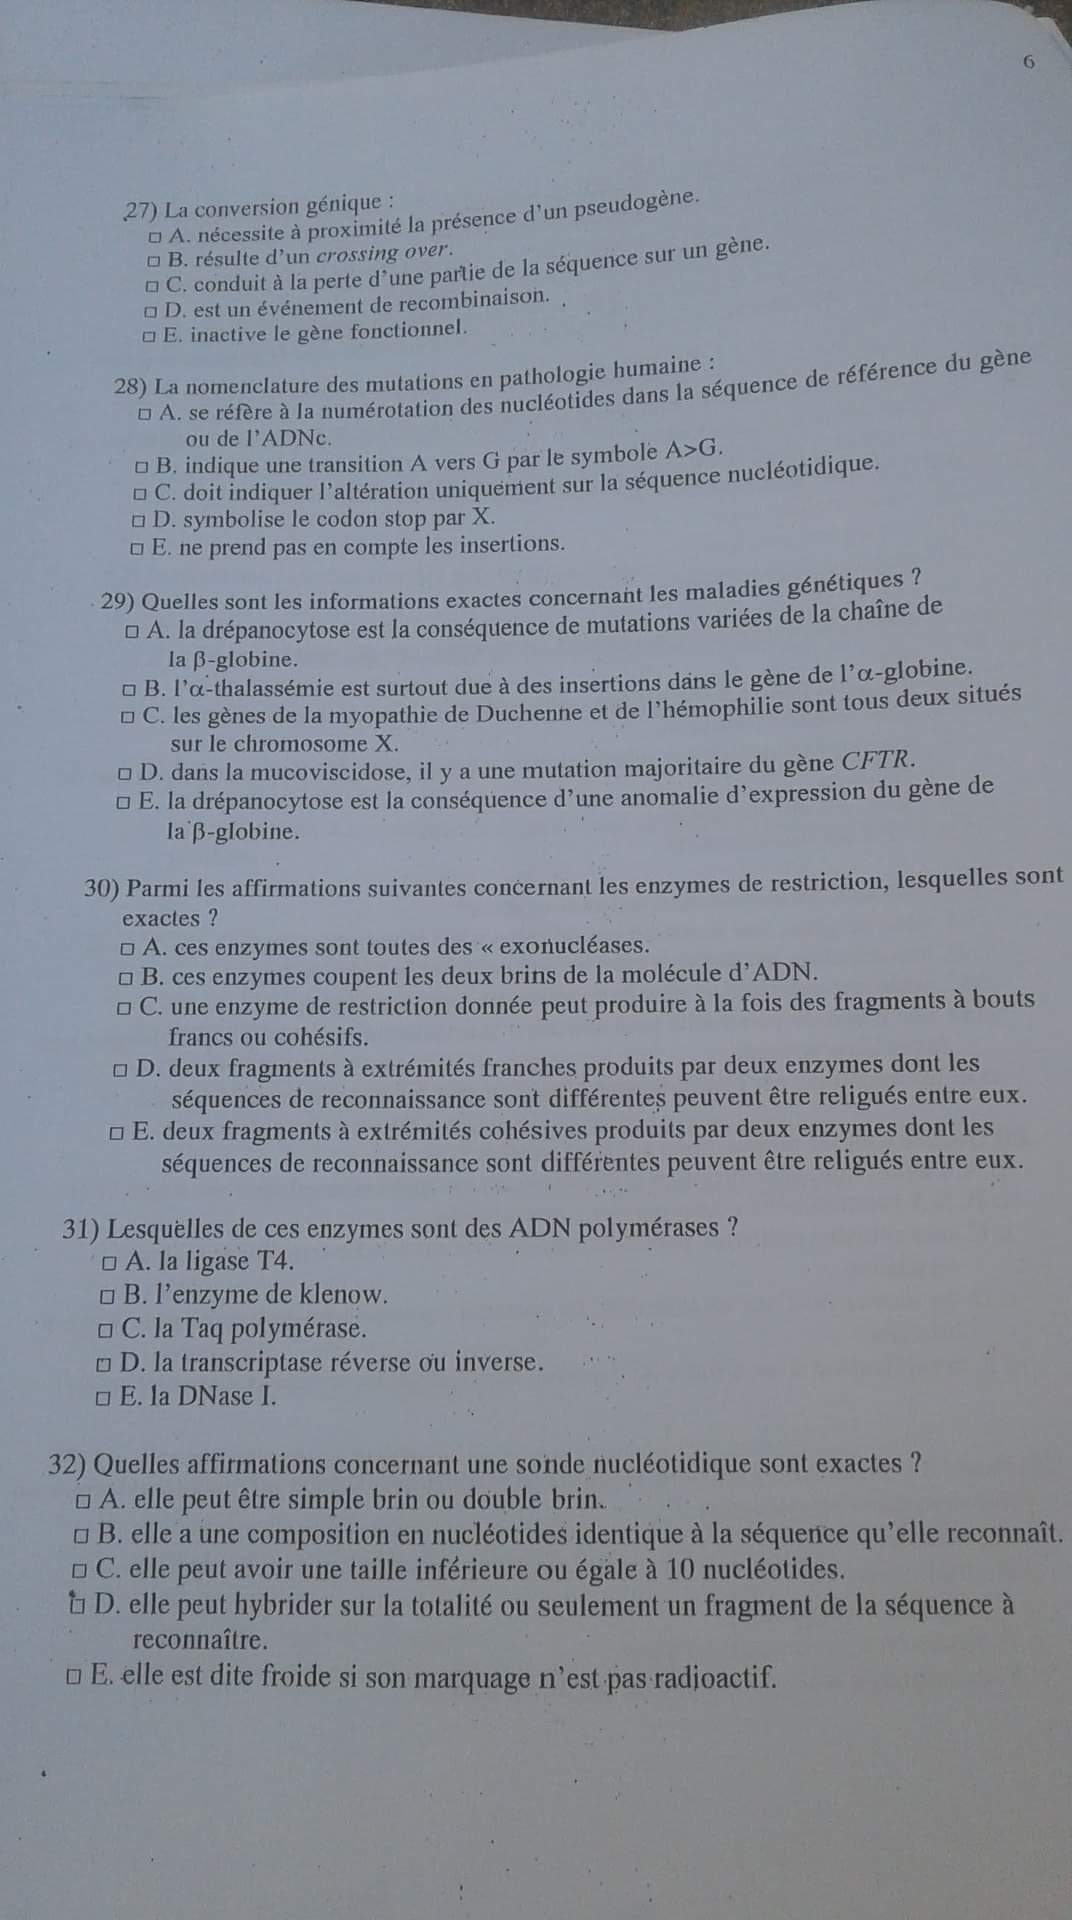 6
27) La conversion génique :
□ A. nécessite à proximité la présence d'un pseudogène.
□ B. résulte d'un crossing over.
□ C. conduit à la perte d'une partie de la séquence sur un gène.
□ D. est un événement de recombinaison.
□ E. inactive le gène fonctionnel.
28) La nomenclature des mutations en pathologie humaine :
□ A. se réfère à la numérotation des nucléotides dans la séquence de référence du gène
ou de l'ADNc.
□ B. indique une transition A vers G par le symbole A>G.
□ C. doit indiquer l'altération uniquement sur la séquence nucléotidique.
□ D. symbolise le codon stop par X.
□ E. ne prend pas en compte les insertions.
29) Quelles sont les informations exactes concernant les maladies génétiques ?
□ A. la drépanocytose est la conséquence de mutations variées de la chaîne de
la β-globine.
□ B. l'α-thalassémie est surtout due à des insertions dans le gène de l'α-globine.
□ C. les gènes de la myopathie de Duchenne et de l'hémophilie sont tous deux situés
sur le chromosome X.
□ D. dans la mucoviscidose, il y a une mutation majoritaire du gène CFTR.
□ E. la drépanocytose est la conséquence d'une anomalie d'expression du gène de
la β-globine.
30) Parmi les affirmations suivantes concernant les enzymes de restriction, lesquelles sont
exactes ?
□ A. ces enzymes sont toutes des « exonucléases.
□ B. ces enzymes coupent les deux brins de la molécule d'ADN.
□ C. une enzyme de restriction donnée peut produire à la fois des fragments à bouts
francs ou cohésifs.
□ D. deux fragments à extrémités franches produits par deux enzymes dont les
séquences de reconnaissance sont différentes peuvent être religués entre eux.
□ E. deux fragments à extrémités cohésives produits par deux enzymes dont les
séquences de reconnaissance sont différentes peuvent être religués entre eux.
31) Lesquelles de ces enzymes sont des ADN polymérases ?
□ A. la ligase T4.
□ B. l'enzyme de klenow.
□ C. la Taq polymérase.
□ D. la transcriptase réverse ou inverse.
□ E. la DNase I.
32) Quelles affirmations concernant une sonde nucléotidique sont exactes ?
□ A. elle peut être simple brin ou double brin.
□ B. elle a une composition en nucléotides identique à la séquence qu'elle reconnaît.
□ C. elle peut avoir une taille inférieure ou égale à 10 nucléotides.
□ D. elle peut hybrider sur la totalité ou seulement un fragment de la séquence à
reconnaître.
□ E. elle est dite froide si son marquage n'est pas radioactif.